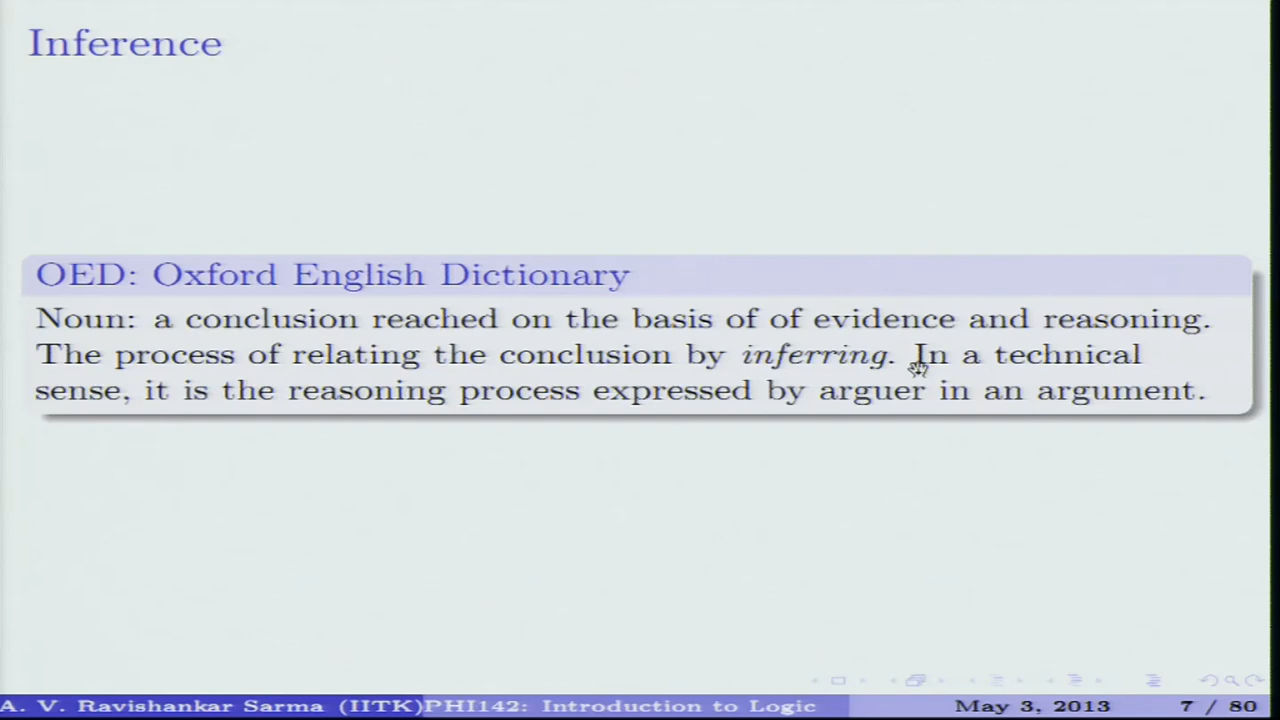 Inference
OED: Oxford English Dictionary
Noun: a conclusion reached on the basis of of evidence and reasoning.
The process of relating the conclusion by inferring. In a technical
sense, it is the reasoning process expressed by arguer in an argument.
A. V. Ravishankar Sarma (IITK) PHI142: Introduction to Logic May 3, 2013 7 / 80